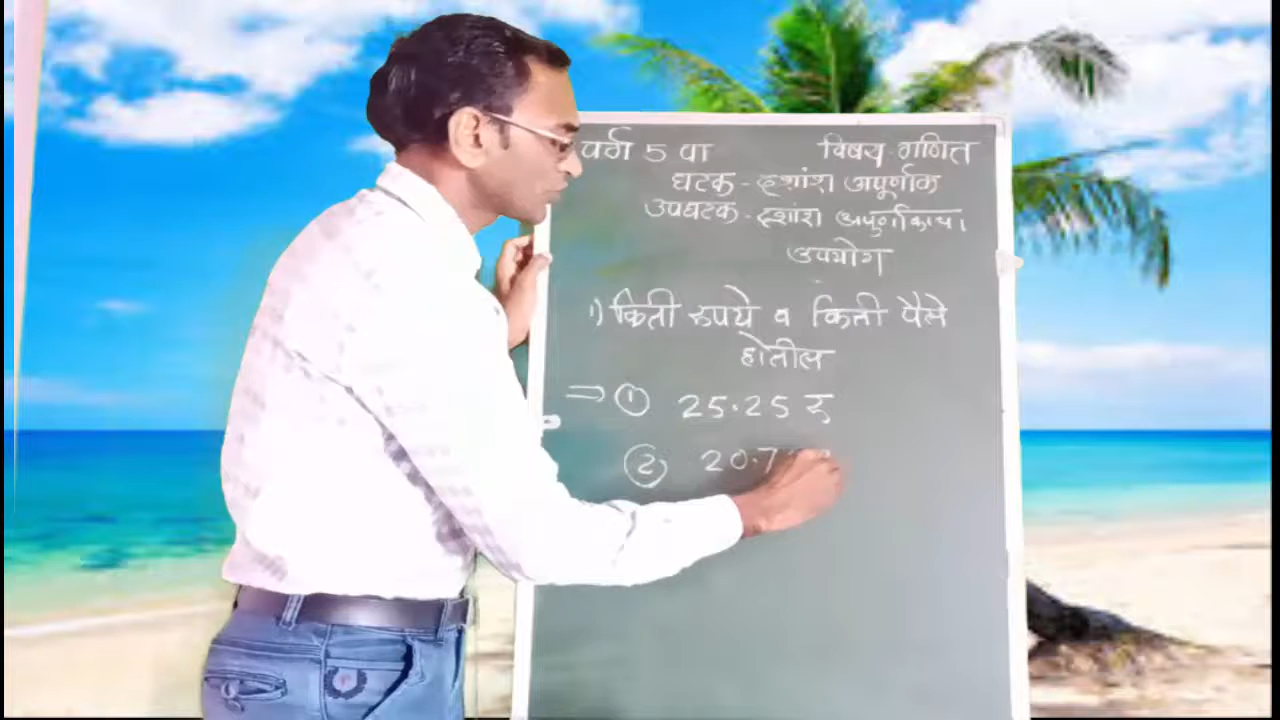 वर्ग 5 वा विषय-गणित
घटक - दशांश अपूर्णांक
उपघटक - दशांश अपुर्णाकाचा
उपयोग
1) किती रुपये व किती पैसे
होतील
⇒ ① 25.25 रु
② 20.7